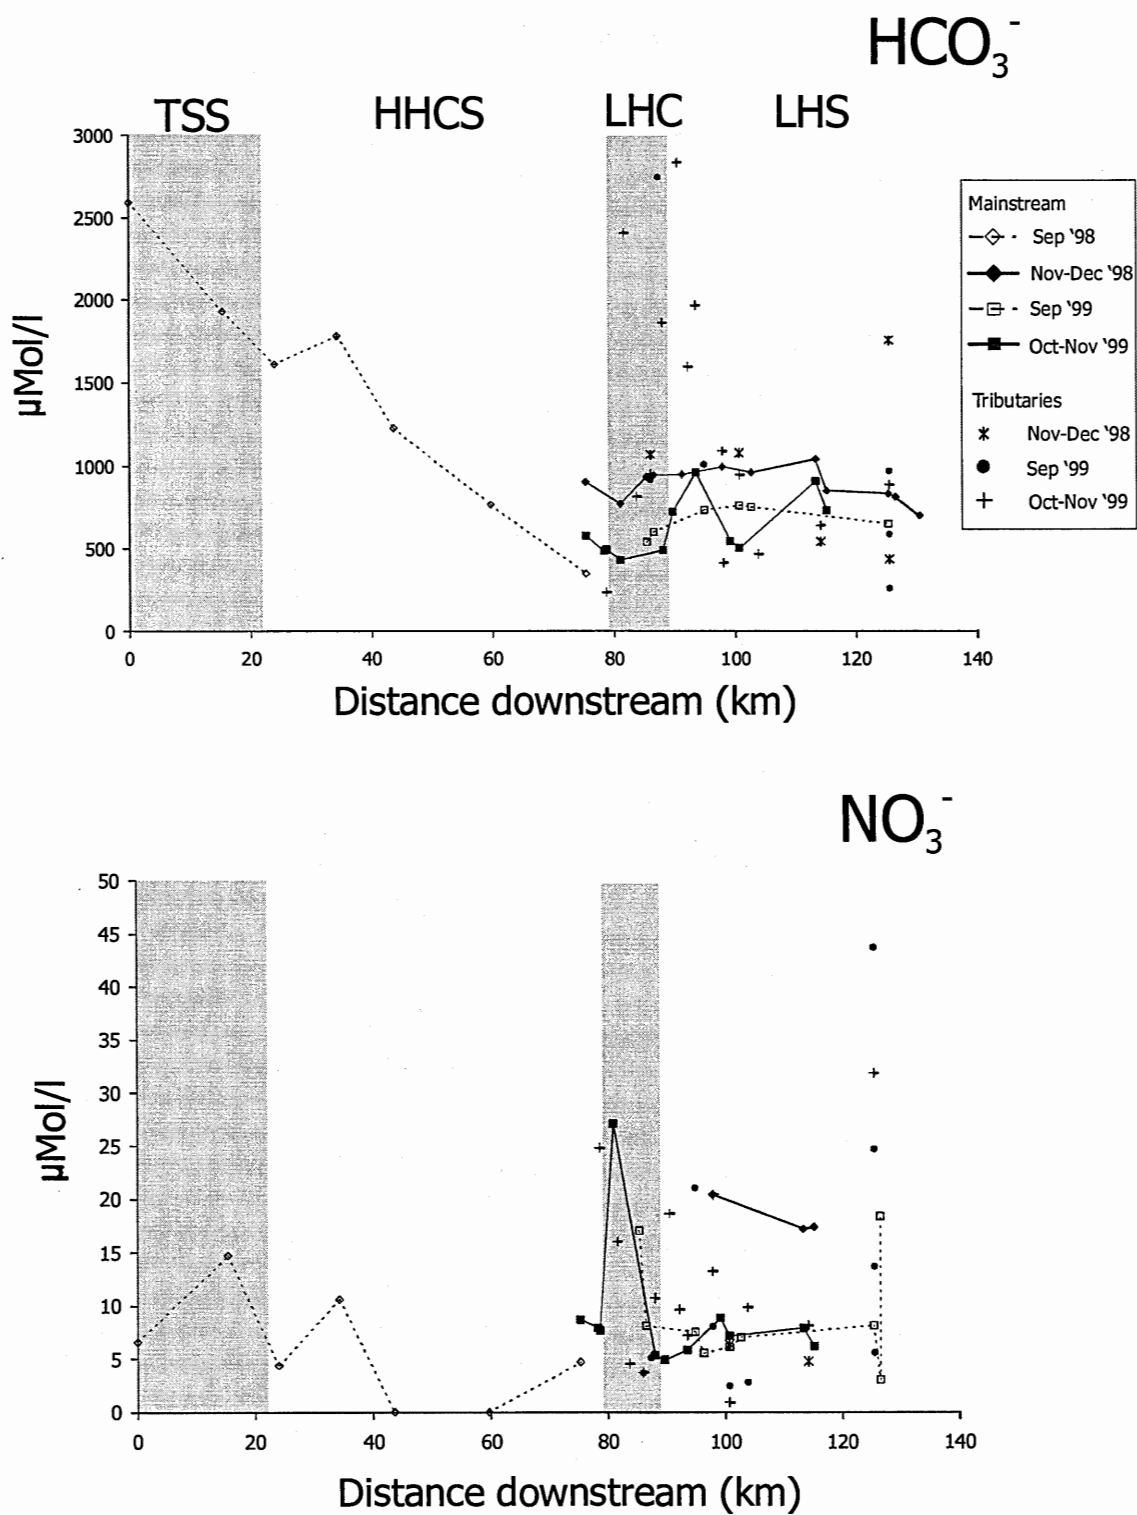 HCO₃⁻
TSS HHCS LHC LHS
3000
2500
2000
1500
1000
500
0
µMol/l
0 20 40 60 80 100 120 140
Distance downstream (km)
Mainstream
Sep '98
Nov-Dec '98
Sep '99
Oct-Nov '99
Tributaries
Nov-Dec '98
Sep '99
Oct-Nov '99
NO₃⁻
50
45
40
35
30
25
20
15
10
5
0
µMol/l
0 20 40 60 80 100 120 140
Distance downstream (km)